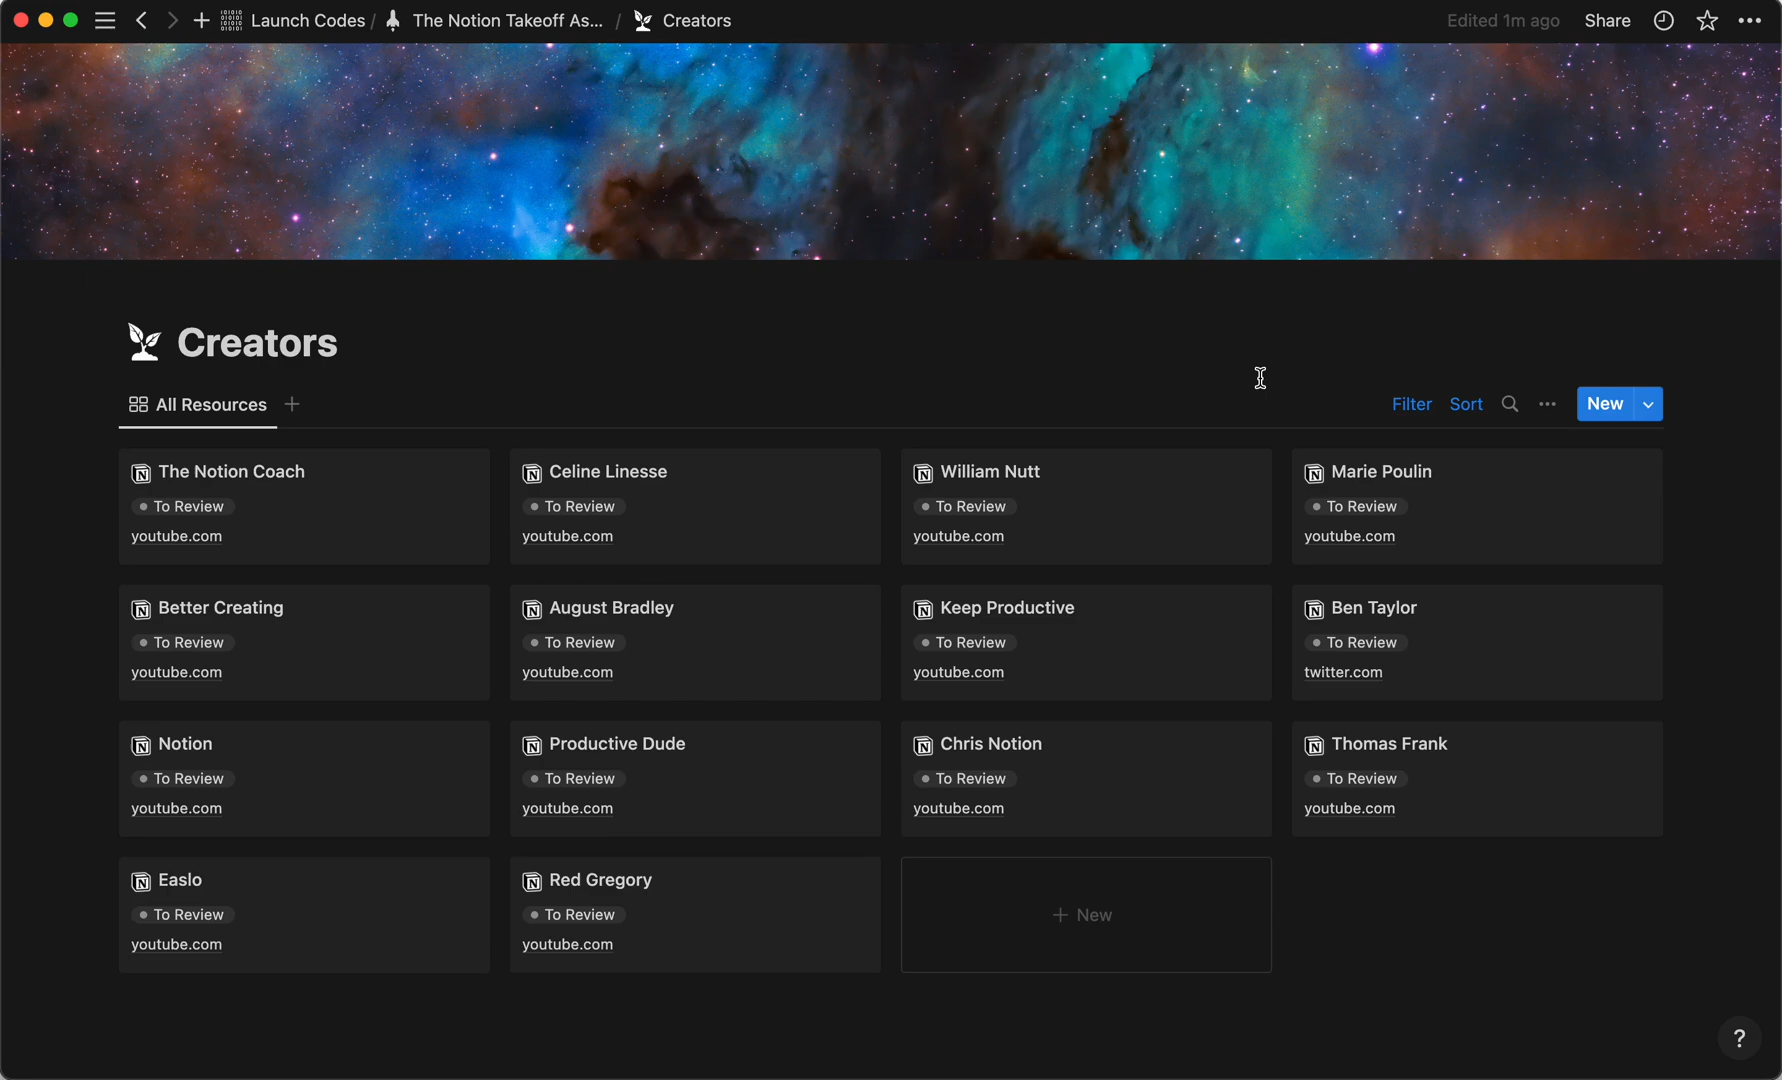 Launch Codes / The Notion Takeoff As... / Creators
Edited 1m ago Share
Creators
All Resources
Filter Sort New
The Notion Coach
To Review
youtube.com
Celine Linesse
To Review
youtube.com
William Nutt
To Review
youtube.com
Marie Poulin
To Review
youtube.com
Better Creating
To Review
youtube.com
August Bradley
To Review
youtube.com
Keep Productive
To Review
youtube.com
Ben Taylor
To Review
twitter.com
Notion
To Review
youtube.com
Productive Dude
To Review
youtube.com
Chris Notion
To Review
youtube.com
Thomas Frank
To Review
youtube.com
Easlo
To Review
youtube.com
Red Gregory
To Review
youtube.com
+ New
?